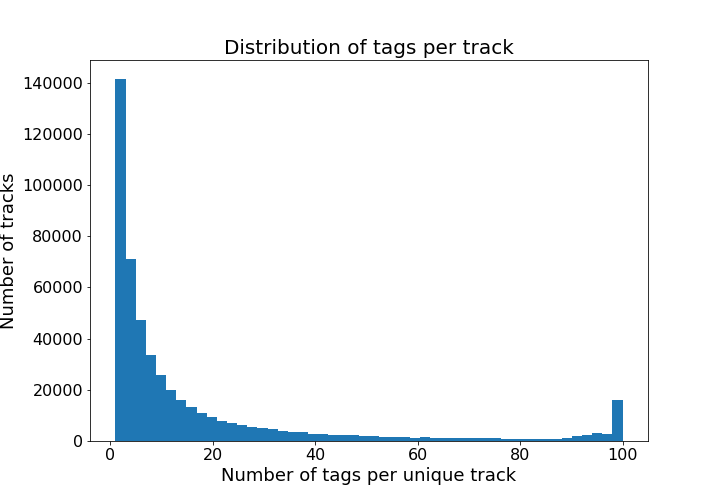 Distribution of tags per track
Number of tracks
140000
120000
100000
80000
60000
40000
20000
0
0 20 40 60 80 100
Number of tags per unique track